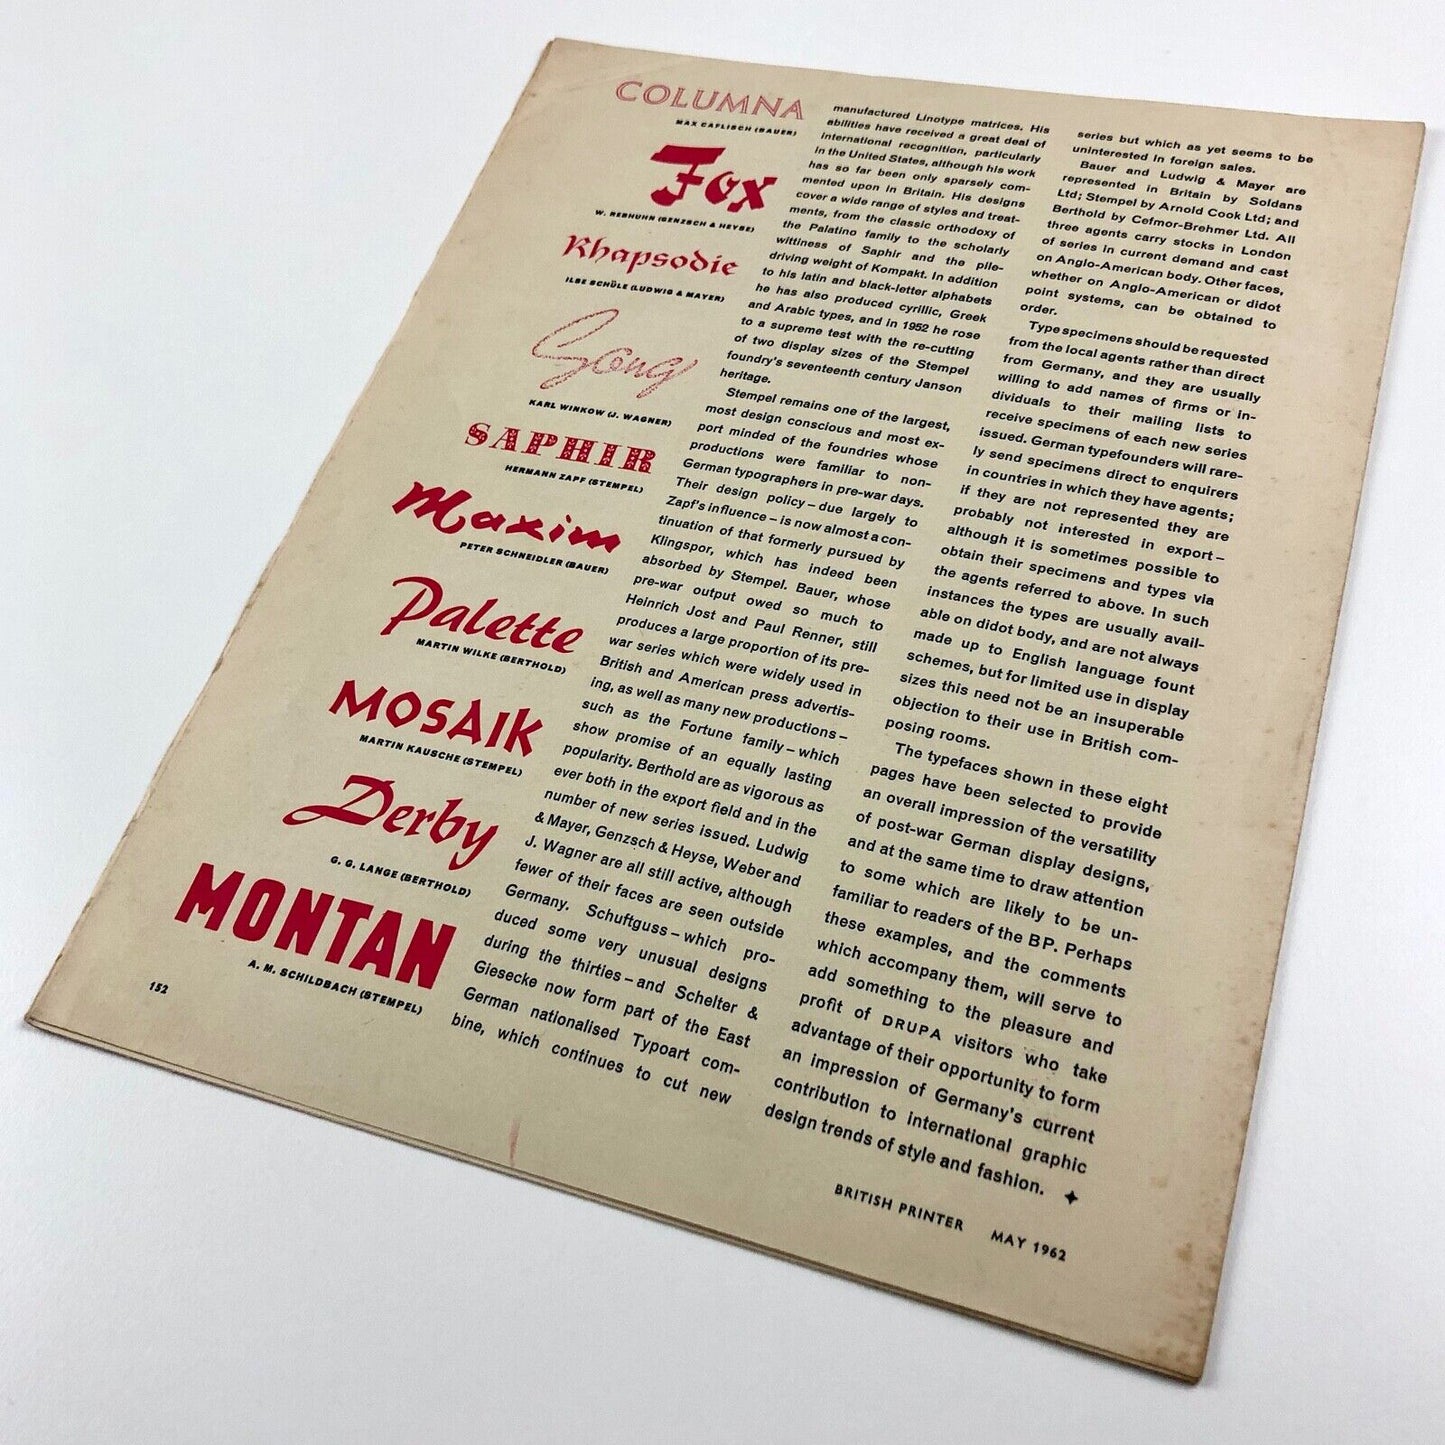 COLUMNA
MAX CAFLISCH (BAUER)
Fox
W. REBHUHN (GENZSCH & HEYSE)
Rhapsodie
ILSE SCHÜLE (LUDWIG & MAYER)
Gong
KARL WINKOW (J. WAGNER)
SAPHIR
HERMANN ZAPF (STEMPEL)
Maxim
PETER SCHNEIDLER (BAUER)
Palette
MARTIN WILKE (BERTHOLD)
MOSAIK
MARTIN KAUSCHE (STEMPEL)
Derby
G. G. LANGE (BERTHOLD)
MONTAN
A. M. SCHILDBACH (STEMPEL)
152
manufactured Linotype matrices. His
abilities have received a great deal of
international recognition, particularly
in the United States, although his work
has so far been only sparsely com-
mented upon in Britain. His designs
cover a wide range of styles and treat-
ments, from the classic orthodoxy of
the Palatino family to the scholarly
wittiness of Saphir and the pile-
driving weight of Kompakt. In addition
to his latin and black-letter alphabets
he has also produced cyrillic, Greek
and Arabic types, and in 1952 he rose
to a supreme test with the re-cutting
of two display sizes of the Stempel
foundry's seventeenth century Janson
heritage.
Stempel remains one of the largest,
most design conscious and most ex-
port minded of the foundries whose
productions were familiar to non-
German typographers in pre-war days.
Their design policy – due largely to
Zapf's influence – is now almost a con-
tinuation of that formerly pursued by
Klingspor, which has indeed been
absorbed by Stempel. Bauer, whose
pre-war output owed so much to
Heinrich Jost and Paul Renner, still
produces a large proportion of its pre-
war series which were widely used in
British and American press advertis-
ing, as well as many new productions –
such as the Fortune family – which
show promise of an equally lasting
popularity. Berthold are as vigorous as
ever both in the export field and in the
number of new series issued. Ludwig
& Mayer, Genzsch & Heyse, Weber and
J. Wagner are all still active, although
fewer of their faces are seen outside
Germany. Schuftguss – which pro-
duced some very unusual designs
during the thirties – and Schelter &
Giesecke now form part of the East
German nationalised Typoart com-
bine, which continues to cut new
series but which as yet seems to be
uninterested in foreign sales.
Bauer and Ludwig & Mayer are
represented in Britain by Soldans
Ltd; Stempel by Arnold Cook Ltd; and
Berthold by Cefmor-Brehmer Ltd. All
three agents carry stocks in London
of series in current demand and cast
on Anglo-American body. Other faces,
whether on Anglo-American or didot
point systems, can be obtained to
order.
Type specimens should be requested
from the local agents rather than direct
from Germany, and they are usually
willing to add names of firms or in-
dividuals to their mailing lists to
receive specimens of each new series
issued. German typefounders will rare-
ly send specimens direct to enquirers
in countries in which they have agents;
if they are not represented they are
probably not interested in export –
although it is sometimes possible to
obtain their specimens and types via
the agents referred to above. In such
instances the types are usually avail-
able on didot body, and are not always
made up to English language fount
schemes, but for limited use in display
sizes this need not be an insuperable
objection to their use in British com-
posing rooms.
The typefaces shown in these eight
pages have been selected to provide
an overall impression of the versatility
of post-war German display designs,
and at the same time to draw attention
to some which are likely to be un-
familiar to readers of the BP. Perhaps
these examples, and the comments
which accompany them, will serve to
add something to the pleasure and
profit of DRUPA visitors who take
advantage of their opportunity to form
an impression of Germany's current
contribution to international graphic
design trends of style and fashion.
BRITISH PRINTER MAY 1962